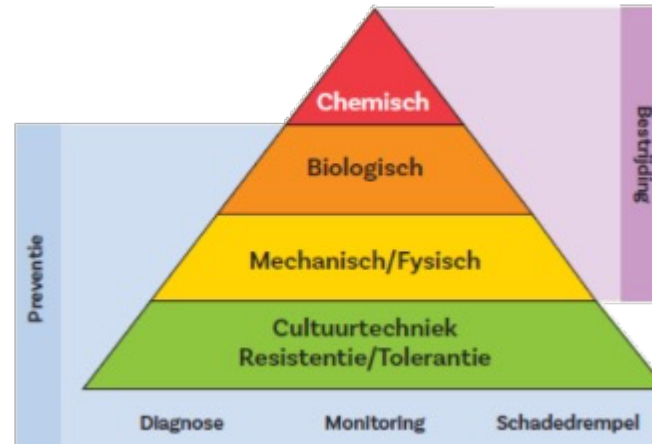 Chemisch
Biologisch
Mechanisch/Fysisch
Cultuurtechniek
Resistentie/Tolerantie
Diagnose
Monitoring
Schadedrempel
Preventie
Bestrijding